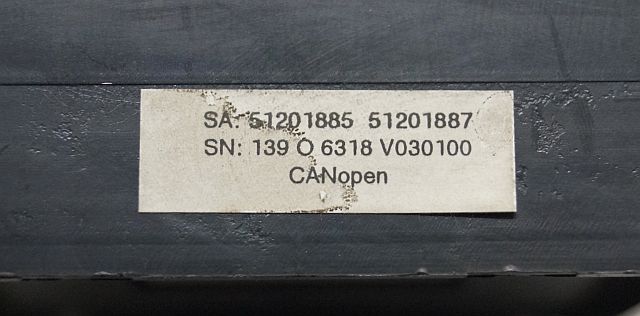 SA: 51201885 51201887
SN: 139 O 6318 V030100
CANopen